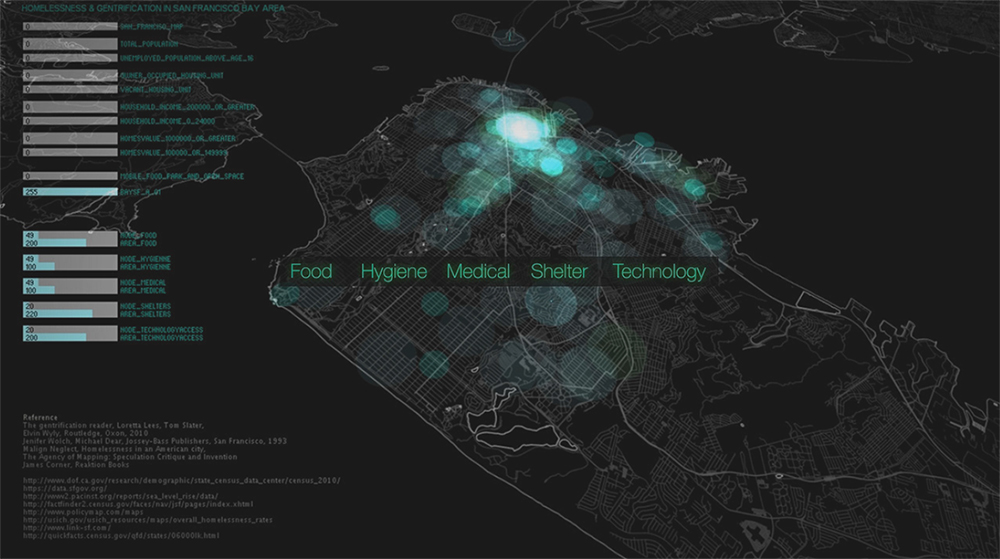 HOMELESSNESS & GENTRIFICATION IN SAN FRANCISCO BAY AREA
0 SAN_FRANCISCO_MAP
0 TOTAL_POPULATION
0 UNEMPLOYED_POPULATION_ABOVE_AGE_16
0 OWNER_OCCUPIED_HOUSING_UNIT
0 VACANT_HOUSING_UNIT
0 HOUSEHOLD_INCOME_200000_OR_GREATER
0 HOUSEHOLD_INCOME_0_24000
0 HOMESVALUE_1000000_OR_GREATER
0 HOMESVALUE_100000_OR_149999
0 MOBILE_FOOD_PARK_AND_OPEN_SPACE
255
49 NODE_FOOD
200 AREA_FOOD
49 NODE_HYGIENNE
100 AREA_HYGIENNE
49 NODE_MEDICAL
100 AREA_MEDICAL
20 NODE_SHELTERS
220 AREA_SHELTERS
20 NODE_TECHNOLOGYACCESS
200 AREA_TECHNOLOGYACCESS
Food Hygiene Medical Shelter Technology
Reference
The gentrification reader, Loretta Lees, Tom Slater,
Elvin Wyly, Routledge, Oxon, 2010
Jenifer Wolch, Michael Dear, Jossey-Bass Publishers, San Francisco, 1993
Malign Neglect, Homelessness in an American city,
The Agency of Mapping: Speculation Critique and Invention
James Corner, Reaktion Books
http://www.dof.ca.gov/research/demographic/state_census_data_center/census_2010/
https://data.sfgov.org/
http://www2.pacinst.org/reports/sea_level_rise/data/
http://factfinder2.census.gov/faces/nav/jsf/pages/index.xhtml
http://www.policymap.com/maps
http://usich.gov/usich_resources/maps/overall_homelessness_rates
http://www.link-sf.com/
http://quickfacts.census.gov/qfd/states/06000lk.html